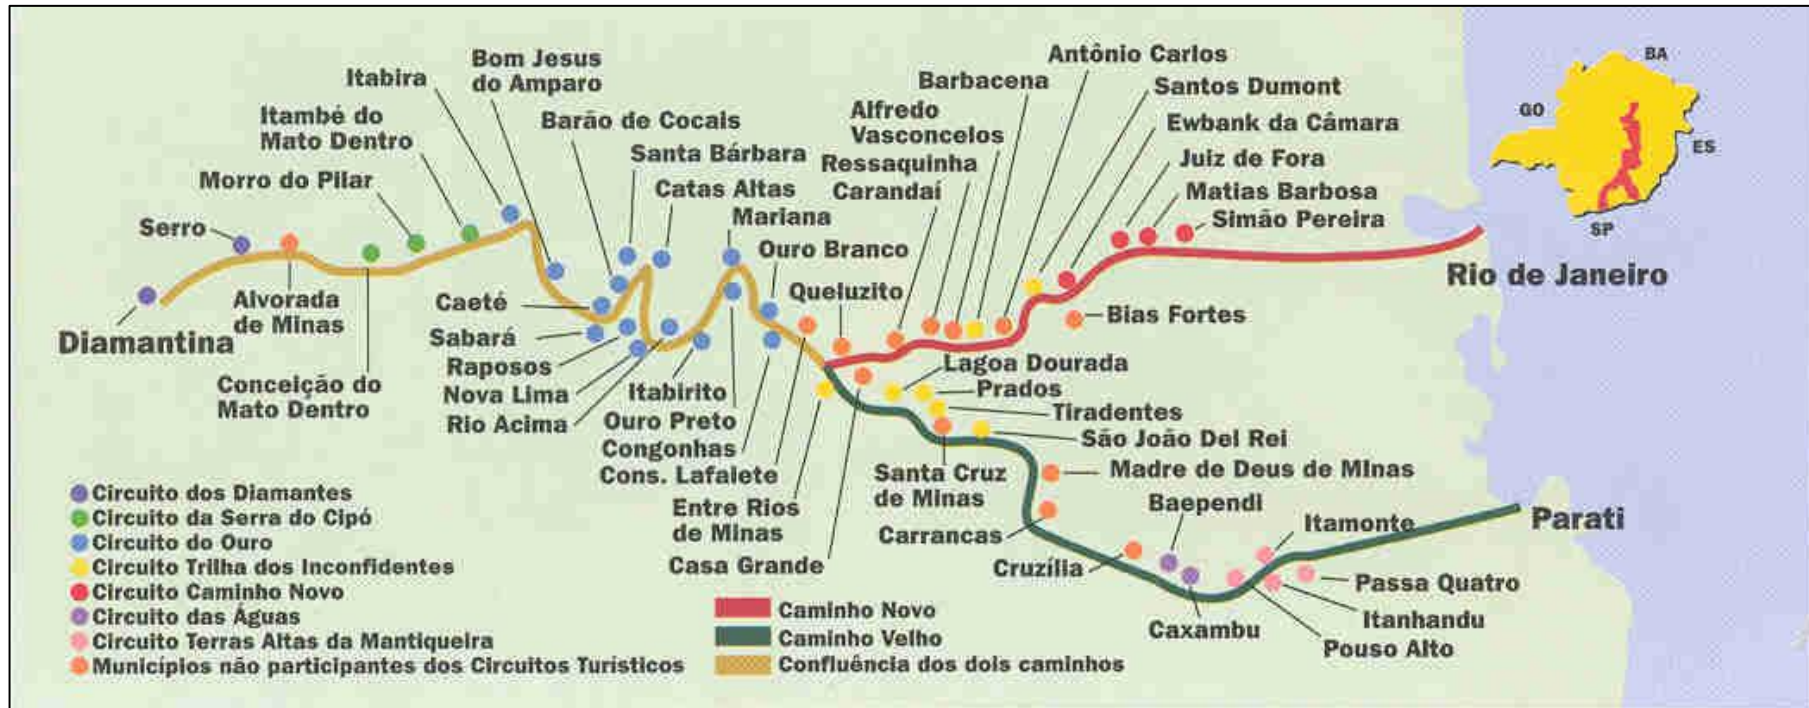 Antônio Carlos
BA
Bom Jesus
do Amparo
Itabira
Barbacena
Santos Dumont
GO
Itambé do
Mato Dentro
Barão de Cocais
Alfredo
Vasconcelos
Ewbank da Câmara
ES
Morro do Pilar
Santa Bárbara
Ressaquinha
Juiz de Fora
Catas Altas
Carandaí
Matias Barbosa
Serro
Mariana
Simão Pereira
SP
Ouro Branco
Rio de Janeiro
Queluzito
Alvorada
de Minas
Caeté
Bias Fortes
Diamantina
Sabará
Raposos
Lagoa Dourada
Conceição do
Mato Dentro
Nova Lima
Itabirito
Prados
Rio Acima
Ouro Preto
Tiradentes
Congonhas
São João Del Rei
Cons. Lafaiete
Santa Cruz
de Minas
Madre de Deus de MInas
Entre Rios
de Minas
Baependi
Carrancas
Itamonte
Parati
Casa Grande
Cruzília
Passa Quatro
Itanhandu
Caxambu
Pouso Alto
Circuito dos Diamantes
Circuito da Serra do Cipó
Circuito do Ouro
Circuito Trilha dos Inconfidentes
Circuito Caminho Novo
Circuito das Águas
Circuito Terras Altas da Mantiqueira
Municípios não participantes dos Circuitos Turísticos
Caminho Novo
Caminho Velho
Confluência dos dois caminhos